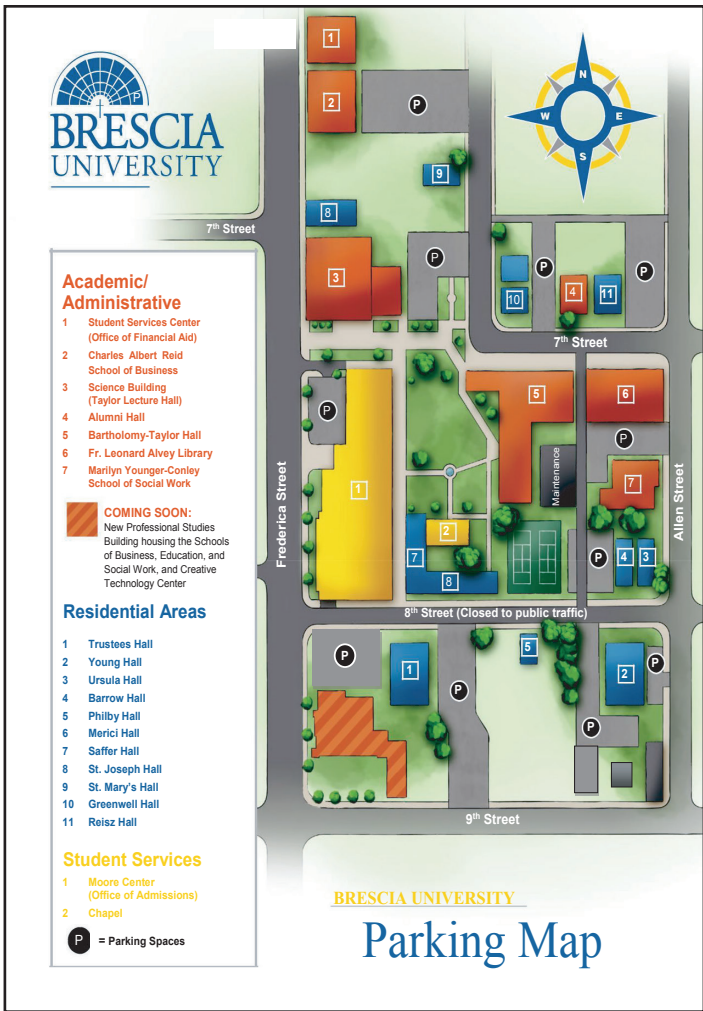 BRESCIA
UNIVERSITY
P
N
W
E
S
1
2
P
9
8
7th Street
3
P
10
P
4
11
P
7th Street
P
5
6
P
1
Maintenance
7
2
7
8
P
4
3
Frederica Street
Allen Street
8th Street (Closed to public traffic)
P
1
P
5
2
P
P
9th Street
Academic/
Administrative
1 Student Services Center
(Office of Financial Aid)
2 Charles Albert Reid
School of Business
3 Science Building
(Taylor Lecture Hall)
4 Alumni Hall
5 Bartholomy-Taylor Hall
6 Fr. Leonard Alvey Library
7 Marilyn Younger-Conley
School of Social Work
COMING SOON:
New Professional Studies
Building housing the Schools
of Business, Education, and
Social Work, and Creative
Technology Center
Residential Areas
1 Trustees Hall
2 Young Hall
3 Ursula Hall
4 Barrow Hall
5 Philby Hall
6 Merici Hall
7 Saffer Hall
8 St. Joseph Hall
9 St. Mary's Hall
10 Greenwell Hall
11 Reisz Hall
Student Services
1 Moore Center
(Office of Admissions)
2 Chapel
P = Parking Spaces
BRESCIA UNIVERSITY
Parking Map